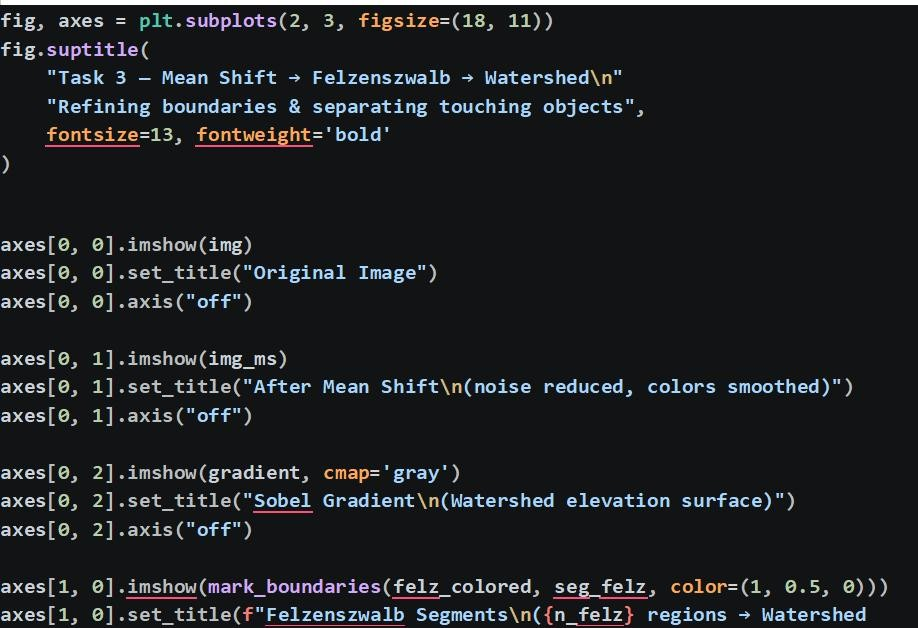 fig, axes = plt.subplots(2, 3, figsize=(18, 11))
fig.suptitle(
    "Task 3 — Mean Shift → Felzenszwalb → Watershed\n"
    "Refining boundaries & separating touching objects",
    fontsize=13, fontweight='bold'
)
axes[0, 0].imshow(img)
axes[0, 0].set_title("Original Image")
axes[0, 0].axis("off")
axes[0, 1].imshow(img_ms)
axes[0, 1].set_title("After Mean Shift\n(noise reduced, colors smoothed)")
axes[0, 1].axis("off")
axes[0, 2].imshow(gradient, cmap='gray')
axes[0, 2].set_title("Sobel Gradient\n(Watershed elevation surface)")
axes[0, 2].axis("off")
axes[1, 0].imshow(mark_boundaries(felz_colored, seg_felz, color=(1, 0.5, 0)))
axes[1, 0].set_title(f"Felzenszwalb Segments\n({n_felz} regions → Watershed